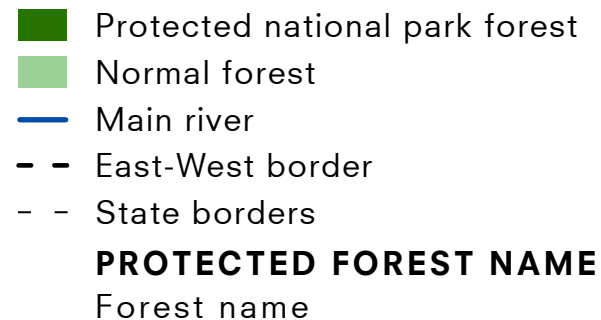 Protected national park forest
Normal forest
Main river
East-West border
State borders
PROTECTED FOREST NAME
Forest name